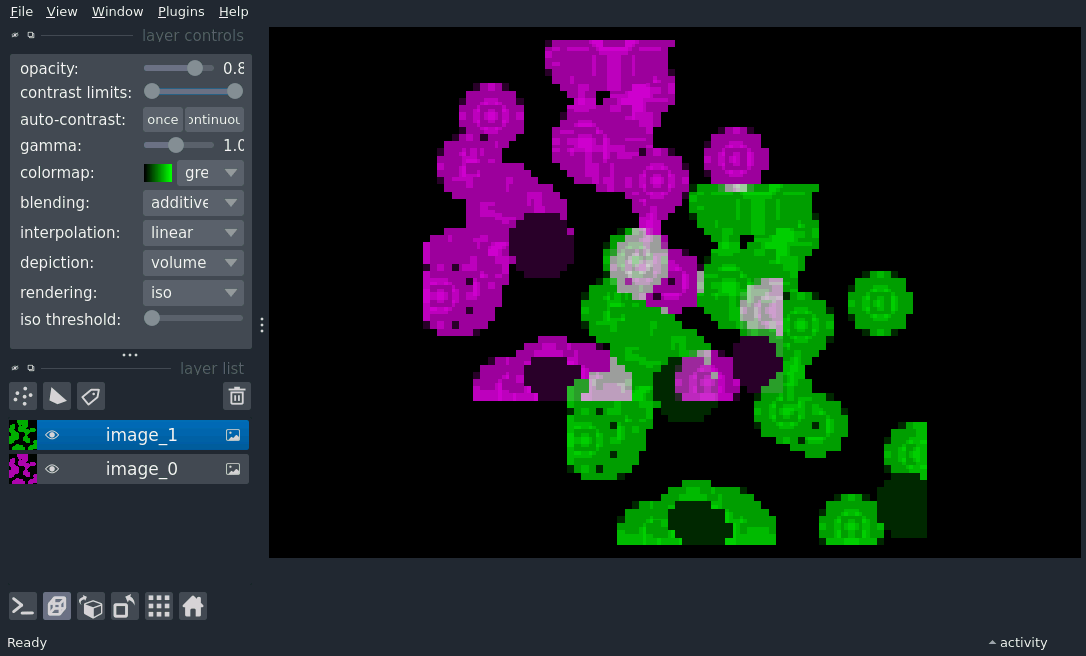 File View Window Plugins Help
layer controls
opacity: 0.8
contrast limits:
auto-contrast: once ontinuou
gamma: 1.0
colormap: gre
blending: additive
interpolation: linear
depiction: volume
rendering: iso
iso threshold:
layer list
image_1
image_0
Ready
activity